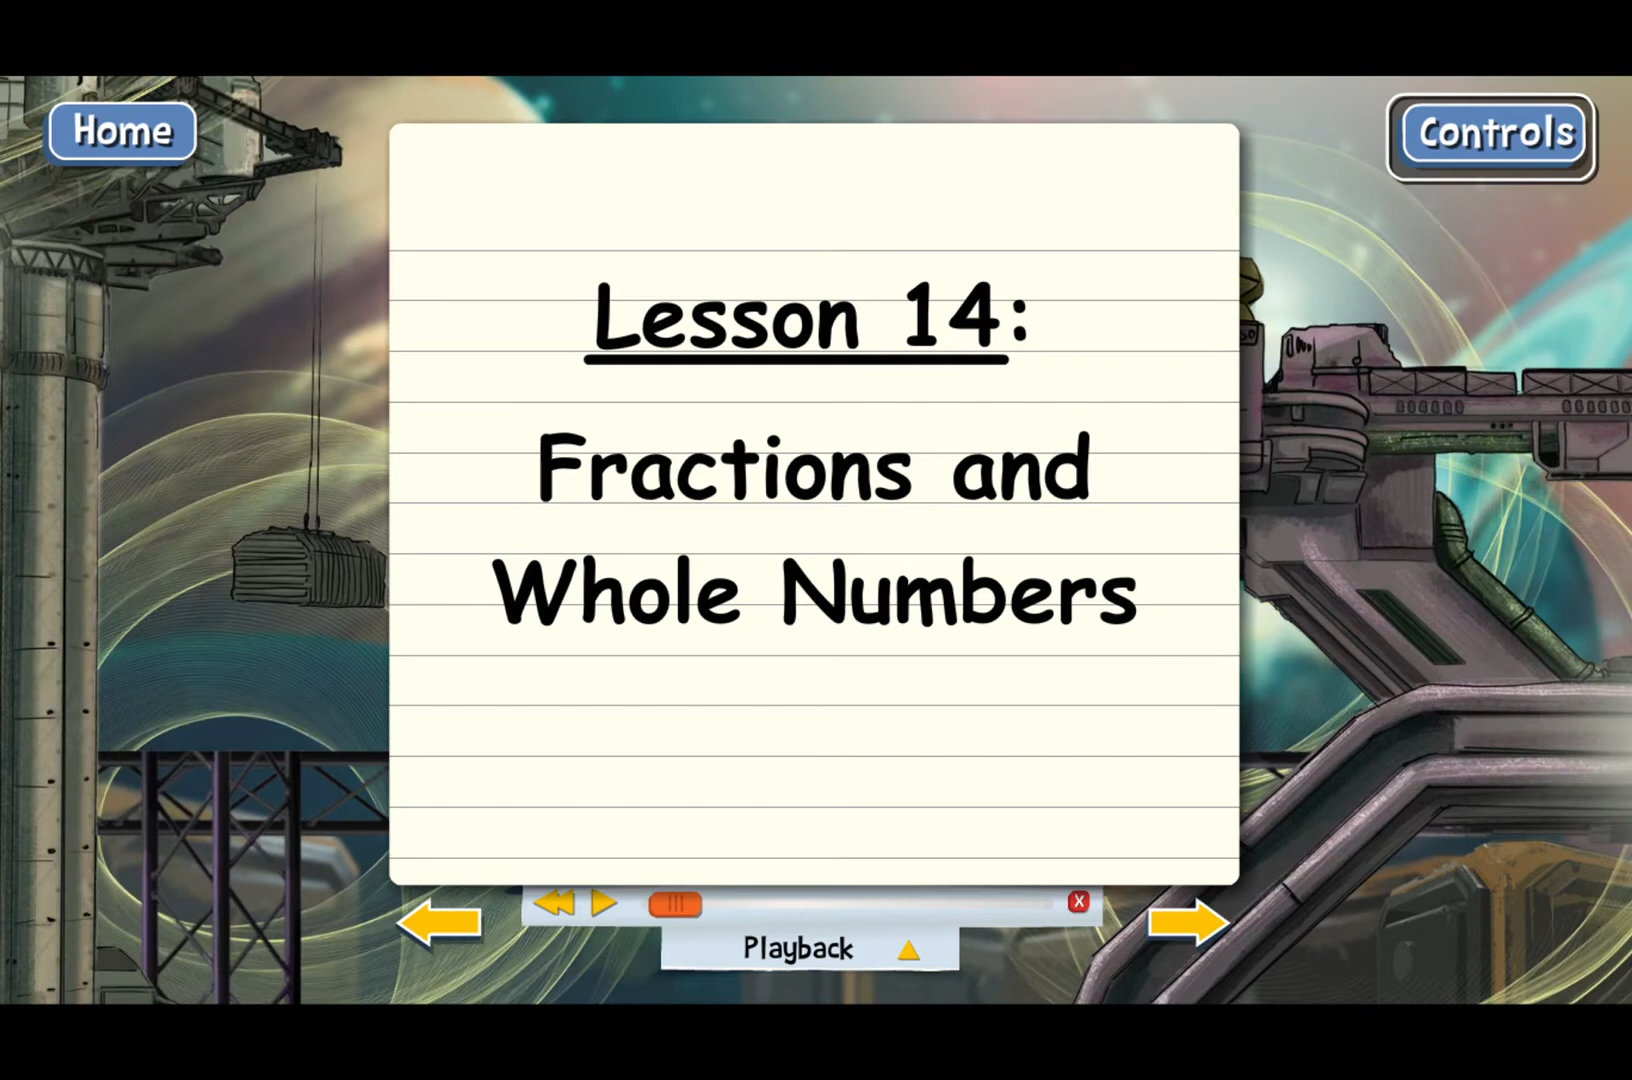 Home
Controls
Lesson 14:
Fractions and
Whole Numbers
X
Playback